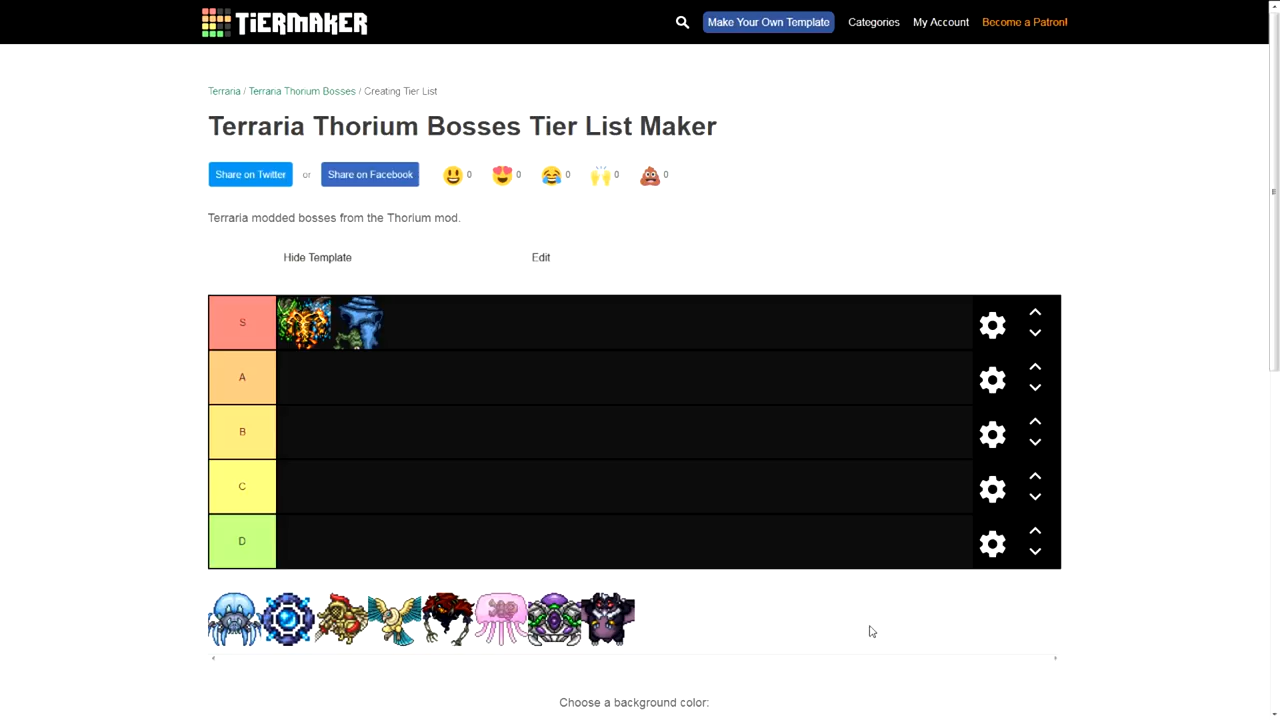 TiERMAKER
Make Your Own Template
Categories
My Account
Become a Patron!
Terraria / Terraria Thorium Bosses / Creating Tier List
Terraria Thorium Bosses Tier List Maker
Share on Twitter or Share on Facebook 0 0 0 0 0
Terraria modded bosses from the Thorium mod.
Hide Template
Edit
S
A
B
C
D
Choose a background color: